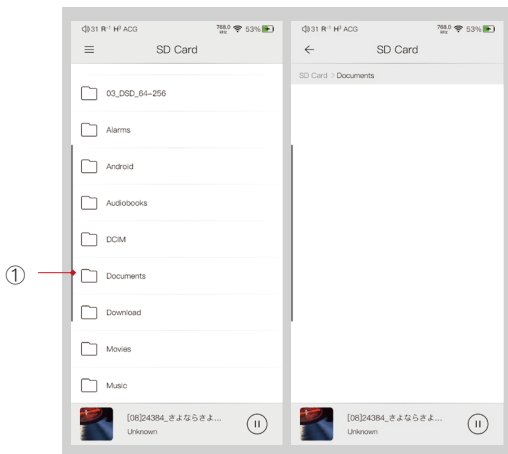 31 R⁻¹ H² ACG 768.0 kHz 53%
SD Card
03_DSD_64-256
Alarms
Android
Audiobooks
DCIM
Documents
Download
Movies
Music
[08]24384_さよならさよ...
Unknown
①
31 R⁻¹ H² ACG 768.0 kHz 53%
SD Card
SD Card > Documents
[08]24384_さよならさよ...
Unknown